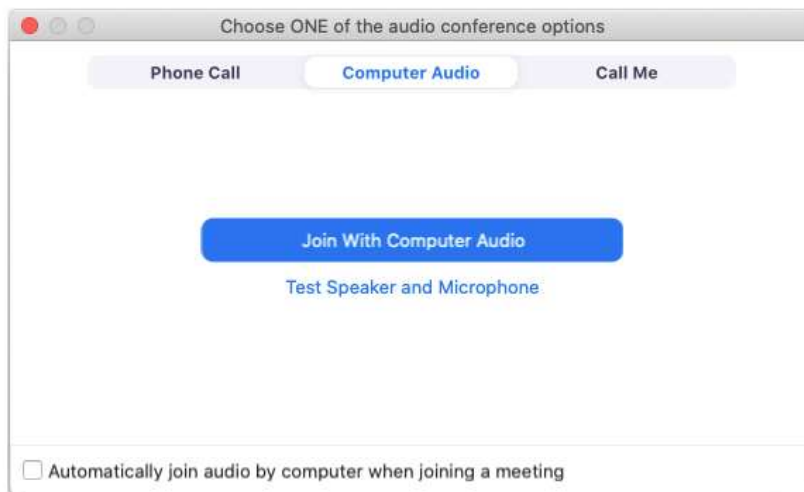 Choose ONE of the audio conference options
Phone Call Computer Audio Call Me
Join With Computer Audio
Test Speaker and Microphone
Automatically join audio by computer when joining a meeting